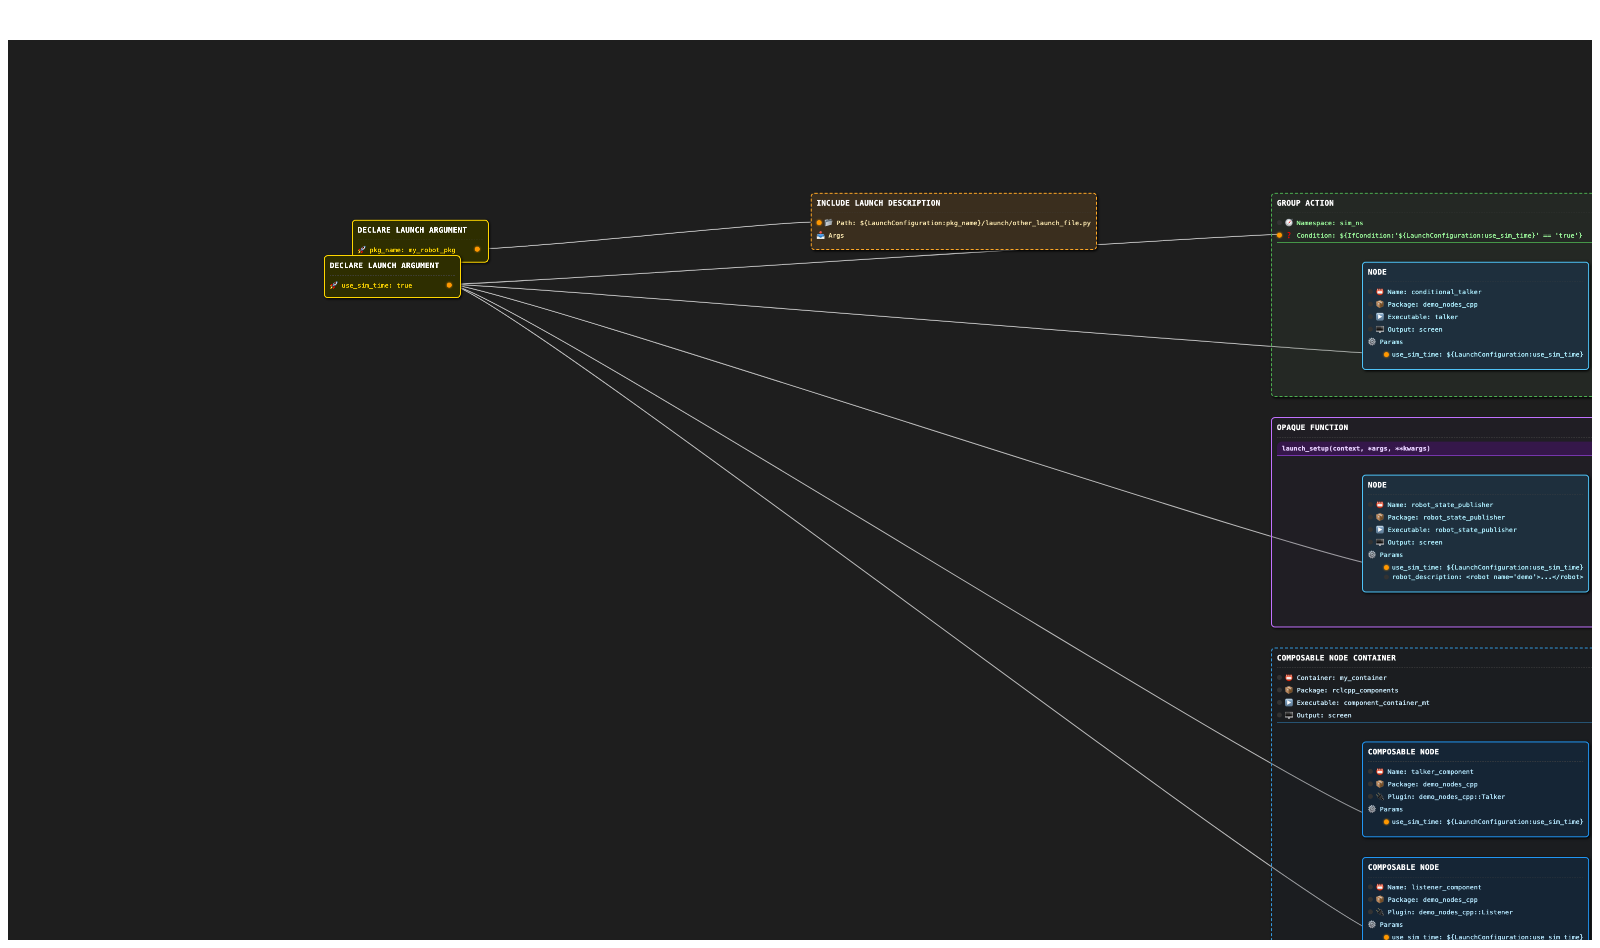 DECLARE LAUNCH ARGUMENT
pkg_name: my_robot_pkg
DECLARE LAUNCH ARGUMENT
use_sim_time: true
INCLUDE LAUNCH DESCRIPTION
Path: ${LaunchConfiguration:pkg_name}/launch/other_launch_file.py
Args
GROUP ACTION
Namespace: sim_ns
Condition: ${IfCondition:'${LaunchConfiguration:use_sim_time}' == 'true'}
NODE
Name: conditional_talker
Package: demo_nodes_cpp
Executable: talker
Output: screen
Params
use_sim_time: ${LaunchConfiguration:use_sim_time}
OPAQUE FUNCTION
launch_setup(context, *args, **kwargs)
NODE
Name: robot_state_publisher
Package: robot_state_publisher
Executable: robot_state_publisher
Output: screen
Params
use_sim_time: ${LaunchConfiguration:use_sim_time}
robot_description: <robot name='demo'>...</robot>
COMPOSABLE NODE CONTAINER
Container: my_container
Package: rclcpp_components
Executable: component_container_mt
Output: screen
COMPOSABLE NODE
Name: talker_component
Package: demo_nodes_cpp
Plugin: demo_nodes_cpp::Talker
Params
use_sim_time: ${LaunchConfiguration:use_sim_time}
COMPOSABLE NODE
Name: listener_component
Package: demo_nodes_cpp
Plugin: demo_nodes_cpp::Listener
Params
use_sim_time: ${LaunchConfiguration:use_sim_time}